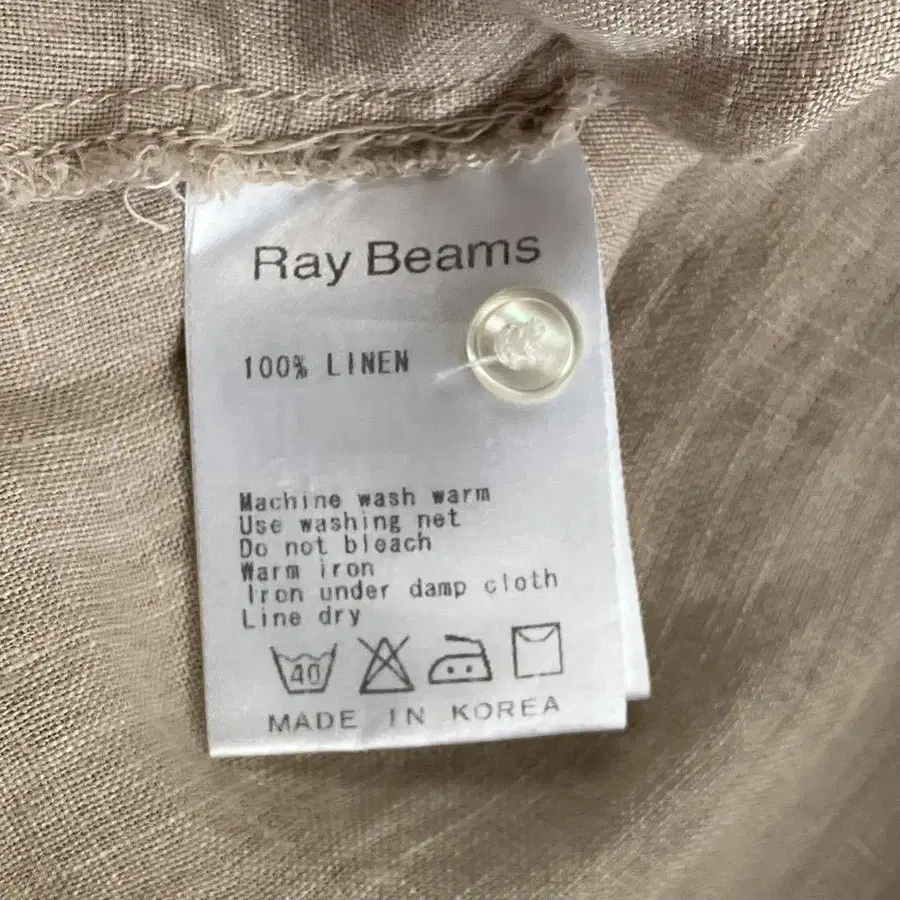 Ray Beams
100% LINEN
Machine wash warm
Use washing net
Do not bleach
Warm iron
Iron under damp cloth
Line dry
40
MADE IN KOREA